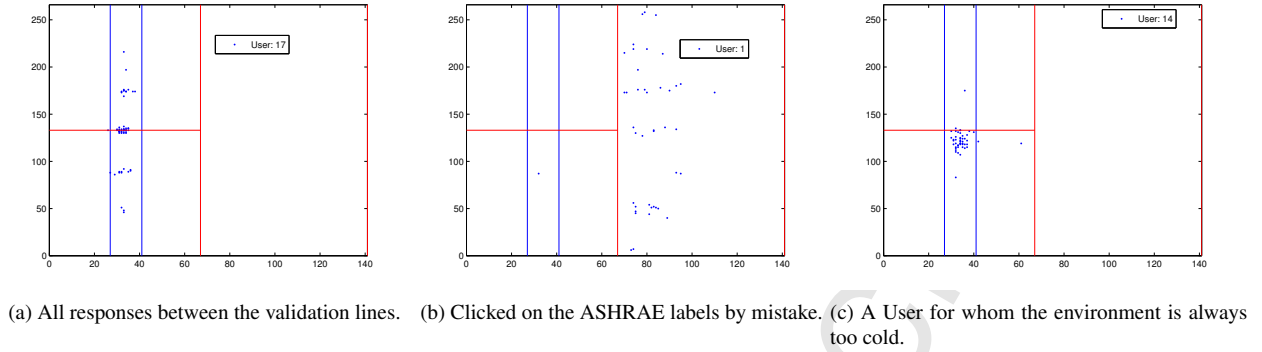 250
200
150
100
50
0
User: 17
0 20 40 60 80 100 120 140
250
200
150
100
50
0
User: 1
0 20 40 60 80 100 120 140
250
200
150
100
50
0
User: 14
0 20 40 60 80 100 120 140
(a) All responses between the validation lines.
(b) Clicked on the ASHRAE labels by mistake.
(c) A User for whom the environment is always
too cold.